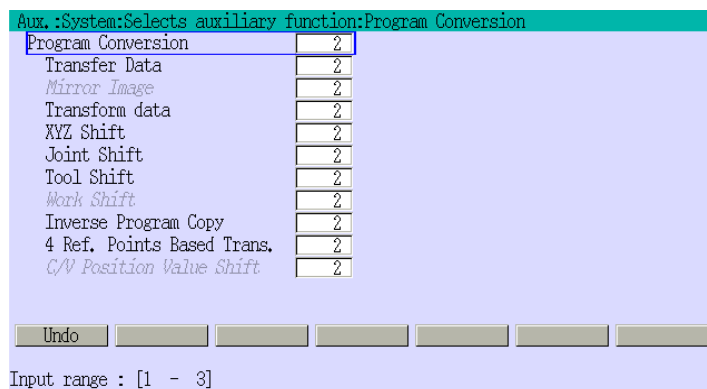 Aux.:System:Selects auxiliary function:Program Conversion
Program Conversion 2
Transfer Data 2
Mirror Image 2
Transform data 2
XYZ Shift 2
Joint Shift 2
Tool Shift 2
Work Shift 2
Inverse Program Copy 2
4 Ref. Points Based Trans. 2
C/V Position Value Shift 2
Undo
Input range : [1 - 3]